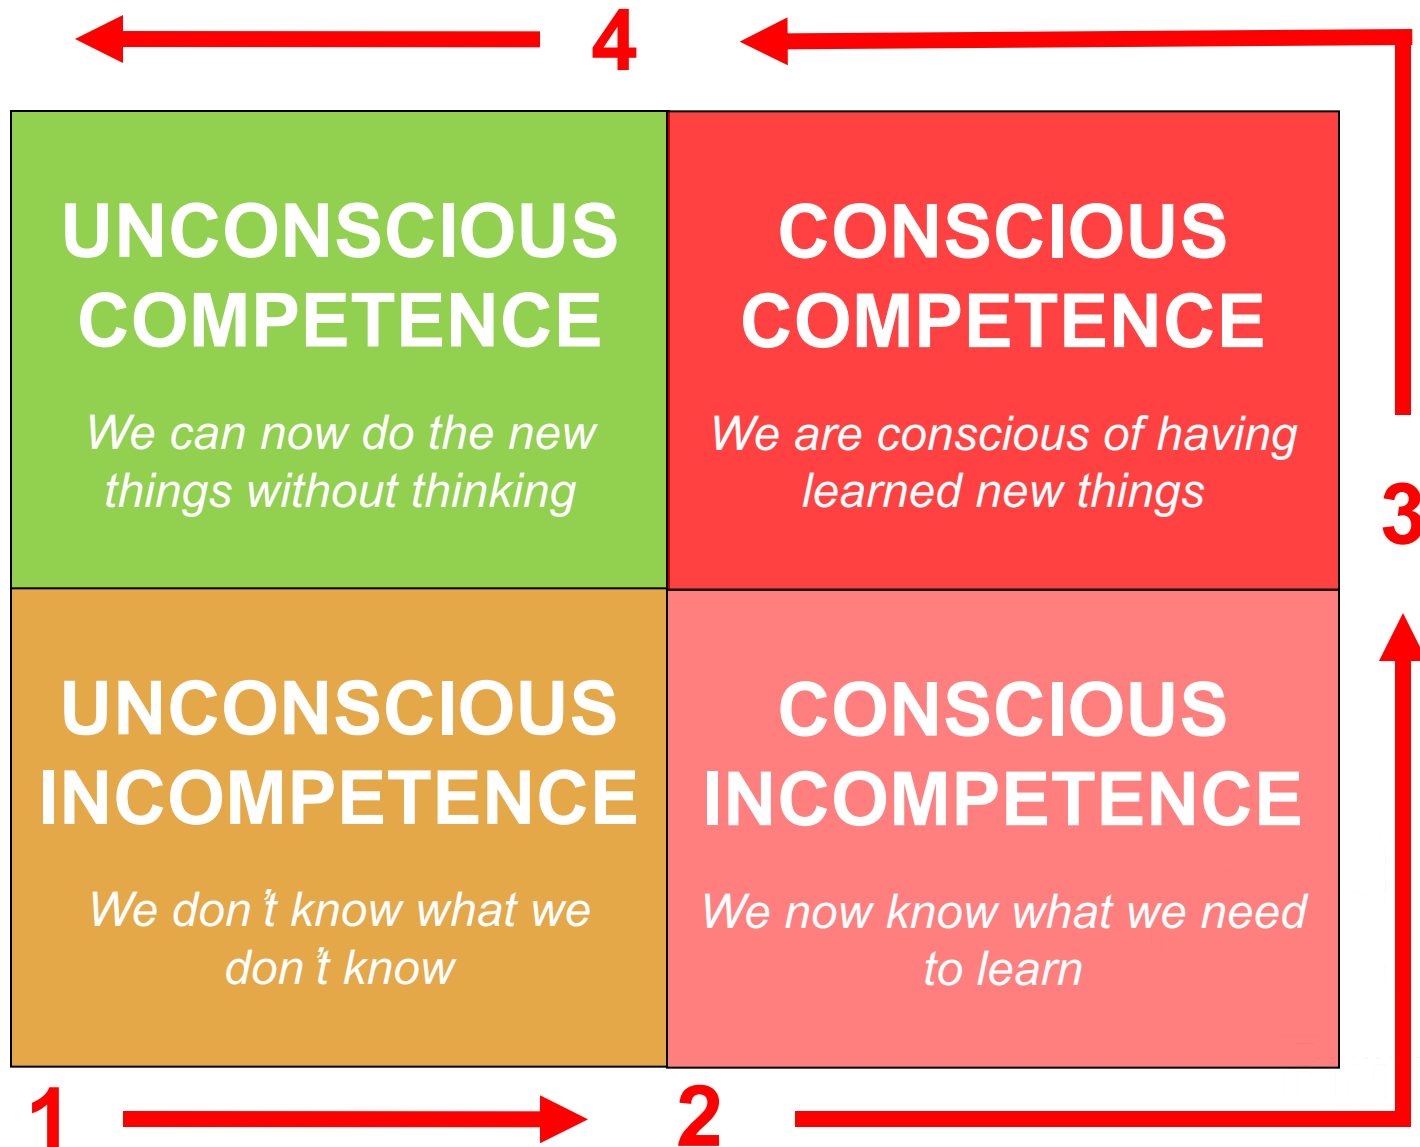 4
UNCONSCIOUS
COMPETENCE
We can now do the new
things without thinking
CONSCIOUS
COMPETENCE
We are conscious of having
learned new things
3
UNCONSCIOUS
INCOMPETENCE
We don’t know what we
don’t know
CONSCIOUS
INCOMPETENCE
We now know what we need
to learn
1
2